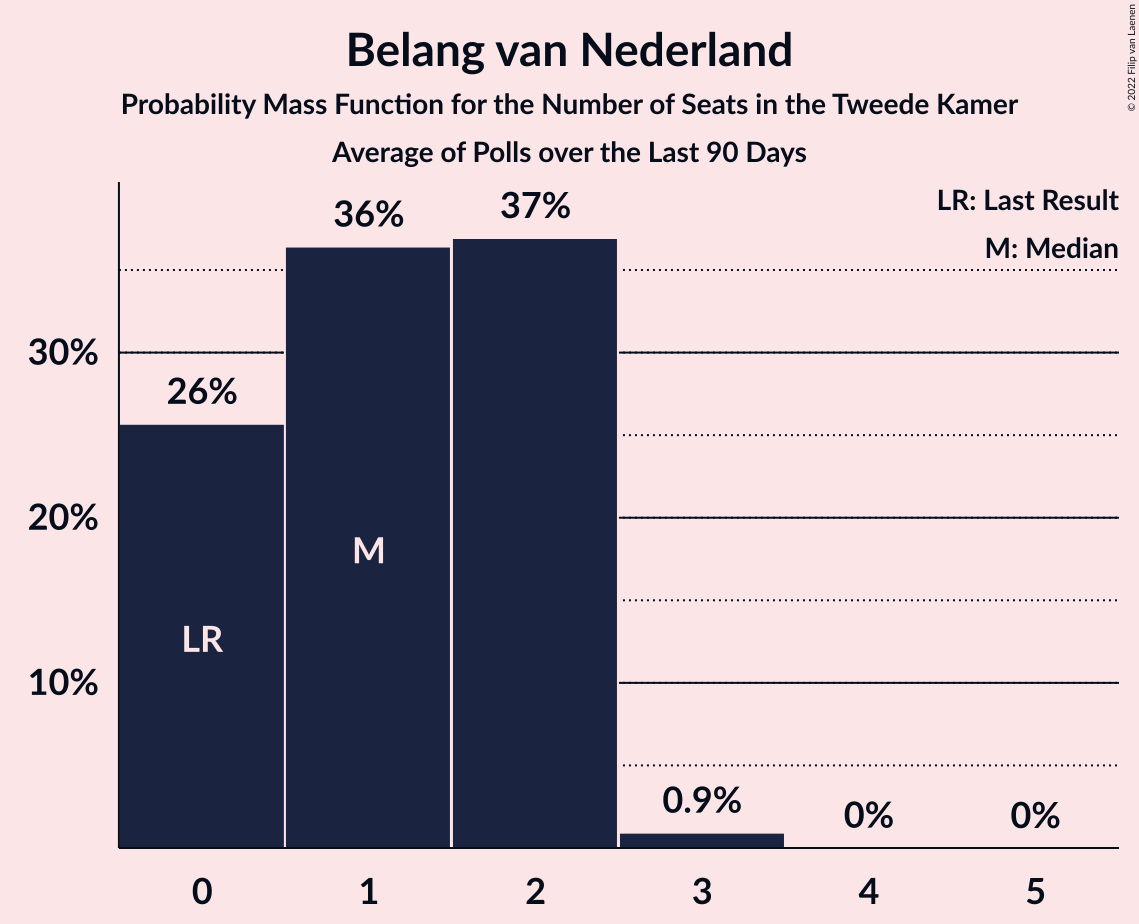 Belang van Nederland
Probability Mass Function for the Number of Seats in the Tweede Kamer
Average of Polls over the Last 90 Days
© 2022 Filip van Laenen
LR: Last Result
M: Median
36%
37%
30%
26%
20%
M
LR
10%
0.9%
0%
0%
0
1
2
3
4
5